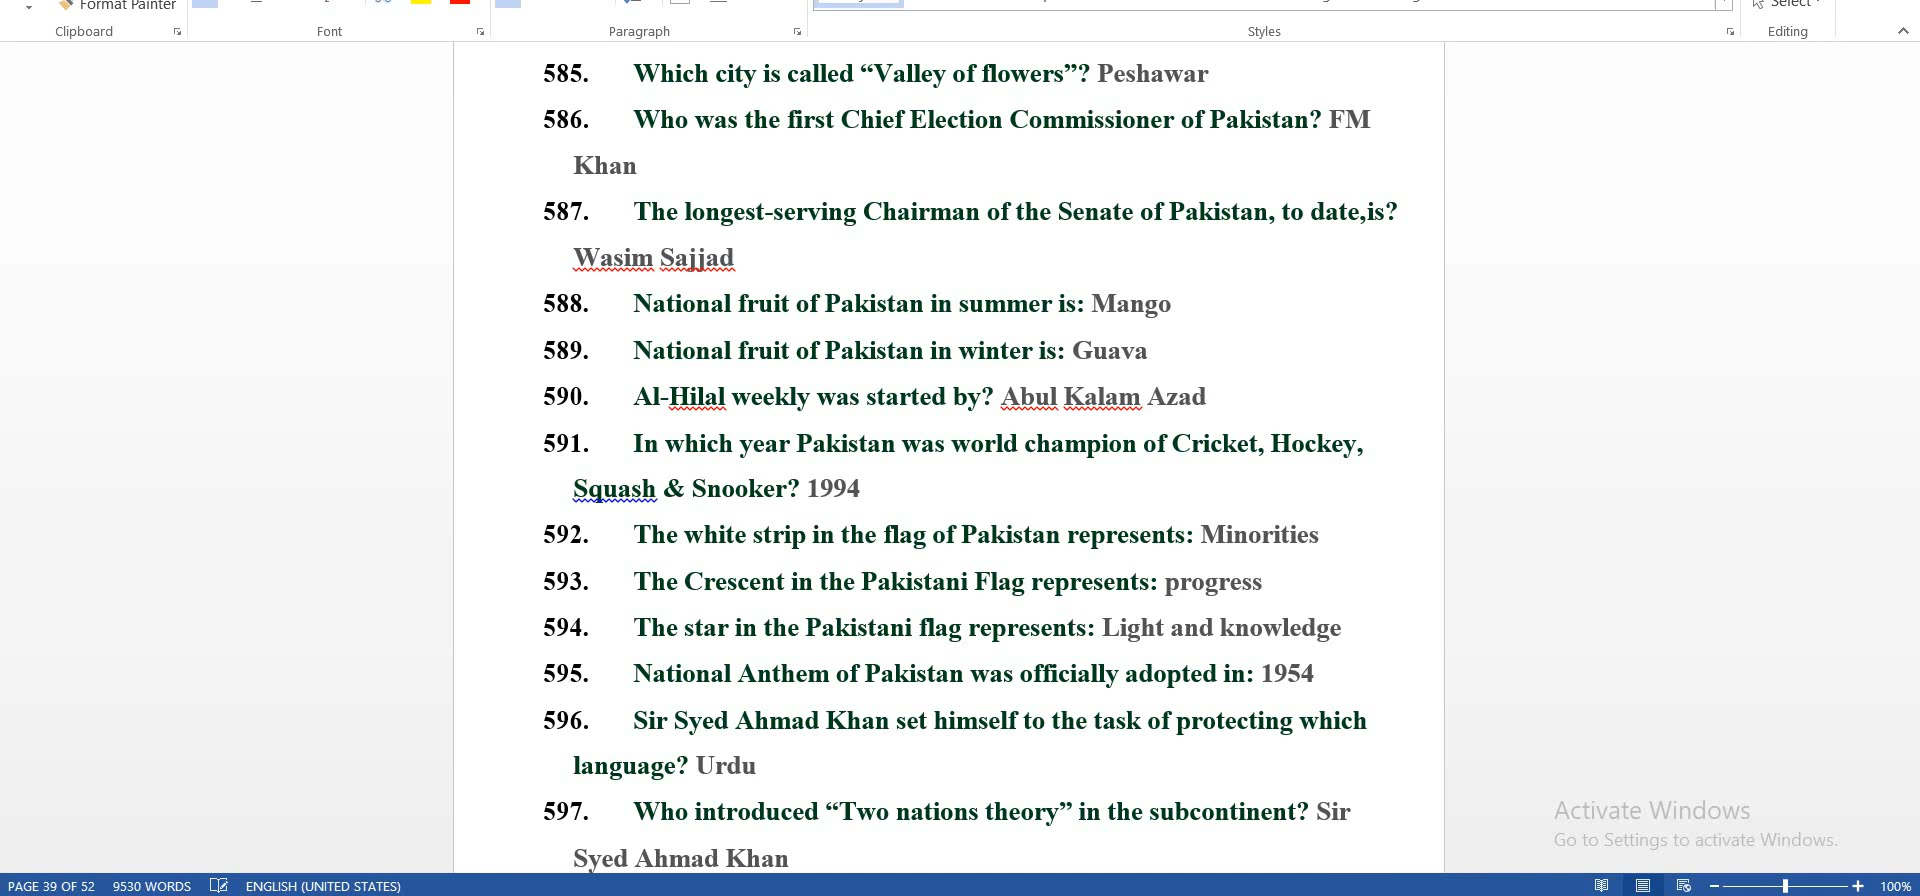 Format Painter
Select
Clipboard
Font
Paragraph
Styles
Editing
585. Which city is called “Valley of flowers”? Peshawar
586. Who was the first Chief Election Commissioner of Pakistan? FM
Khan
587. The longest-serving Chairman of the Senate of Pakistan, to date,is?
Wasim Sajjad
588. National fruit of Pakistan in summer is: Mango
589. National fruit of Pakistan in winter is: Guava
590. Al-Hilal weekly was started by? Abul Kalam Azad
591. In which year Pakistan was world champion of Cricket, Hockey,
Squash & Snooker? 1994
592. The white strip in the flag of Pakistan represents: Minorities
593. The Crescent in the Pakistani Flag represents: progress
594. The star in the Pakistani flag represents: Light and knowledge
595. National Anthem of Pakistan was officially adopted in: 1954
596. Sir Syed Ahmad Khan set himself to the task of protecting which
language? Urdu
597. Who introduced “Two nations theory” in the subcontinent? Sir
Syed Ahmad Khan
Activate Windows
Go to Settings to activate Windows.
PAGE 39 OF 52 9530 WORDS ENGLISH (UNITED STATES) 100%